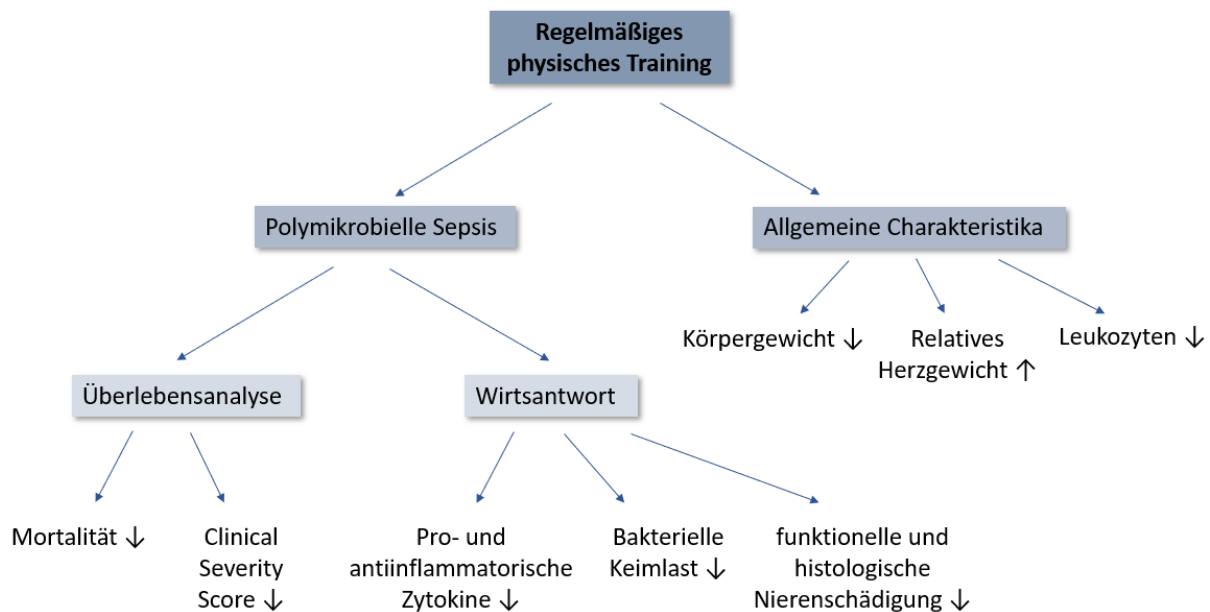 Regelmäßiges
physisches Training
Polymikrobielle Sepsis
Allgemeine Charakteristika
Körpergewicht ↓
Relatives
Herzgewicht ↑
Leukozyten ↓
Überlebensanalyse
Wirtsantwort
Mortalität ↓
Clinical
Severity
Score ↓
Pro- und
antiinflammatorische
Zytokine ↓
Bakterielle
Keimlast ↓
funktionelle und
histologische
Nierenschädigung ↓